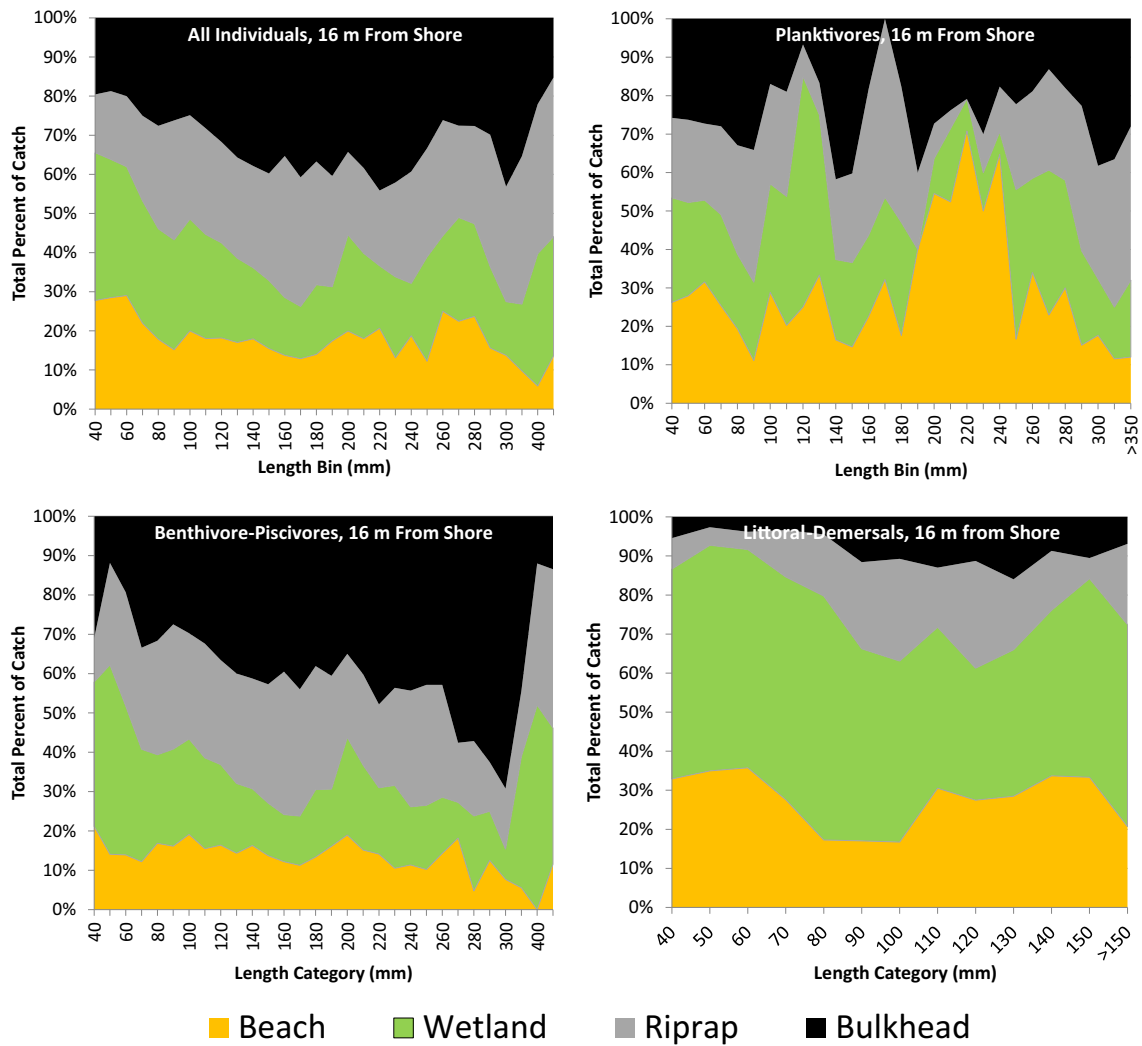 All Individuals, 16 m From Shore
Total Percent of Catch
100%
90%
80%
70%
60%
50%
40%
30%
20%
10%
0%
40 60 80 100 120 140 160 180 200 220 240 260 280 300 400
Length Bin (mm)
Planktivores, 16 m From Shore
Total Percent of Catch
100%
90%
80%
70%
60%
50%
40%
30%
20%
10%
0%
40 60 80 100 120 140 160 180 200 220 240 260 280 300 >350
Length Bin (mm)
Benthivore-Piscivores, 16 m From Shore
Total Percent of Catch
100%
90%
80%
70%
60%
50%
40%
30%
20%
10%
0%
40 60 80 100 120 140 160 180 200 220 240 260 280 300 400
Length Category (mm)
Littoral-Demersals, 16 m from Shore
Total Percent of Catch
100%
90%
80%
70%
60%
50%
40%
30%
20%
10%
0%
40 50 60 70 80 90 100 110 120 130 140 150 >150
Length Category (mm)
Beach Wetland Riprap Bulkhead